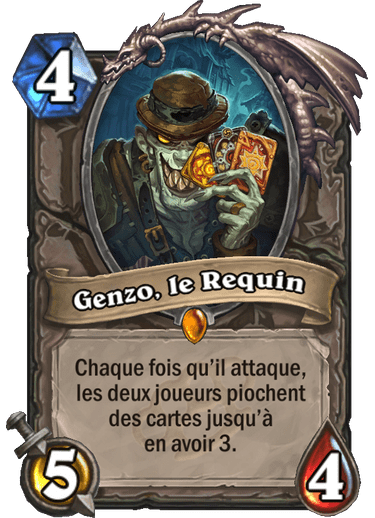 4
Genzo, le Requin
Chaque fois qu'il attaque,
les deux joueurs piochent
des cartes jusqu'à
en avoir 3.
5
4